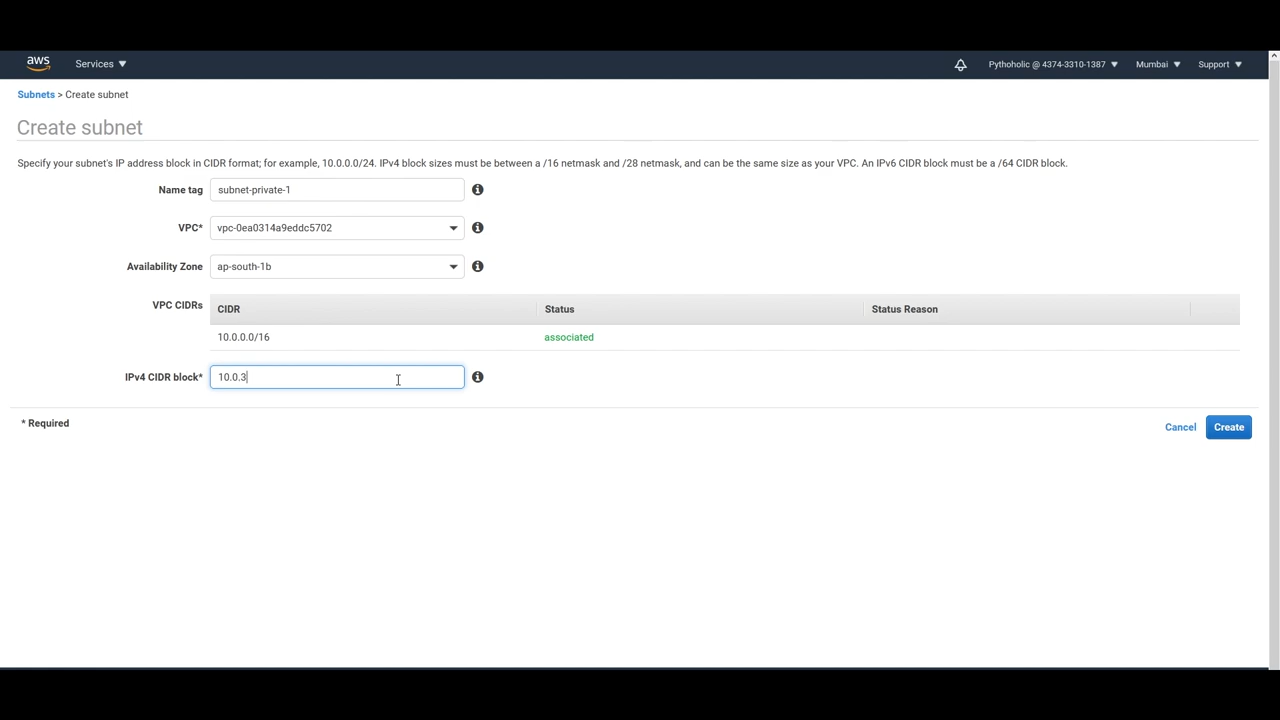 aws Services Pythoholic @ 4374-3310-1387 Mumbai Support
Subnets > Create subnet
Create subnet
Specify your subnet's IP address block in CIDR format; for example, 10.0.0.0/24. IPv4 block sizes must be between a /16 netmask and /28 netmask, and can be the same size as your VPC. An IPv6 CIDR block must be a /64 CIDR block.
Name tag subnet-private-1
VPC* vpc-0ea0314a9eddc5702
Availability Zone ap-south-1b
VPC CIDRs CIDR Status Status Reason
10.0.0.0/16 associated
IPv4 CIDR block* 10.0.3
* Required
Cancel Create